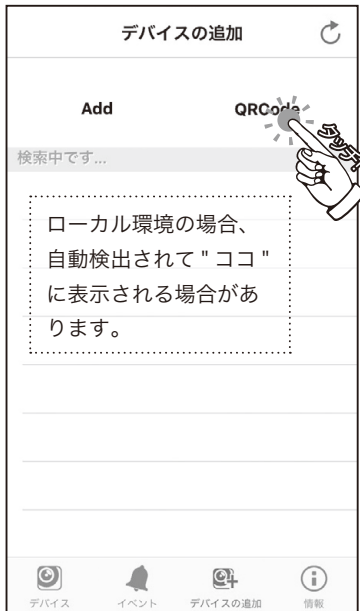 デバイスの追加
Add
QRCode
タッチ!
検索中です...
ローカル環境の場合、
自動検出されて " ココ "
に表示される場合があ
ります。
デバイス
イベント
デバイスの追加
情報